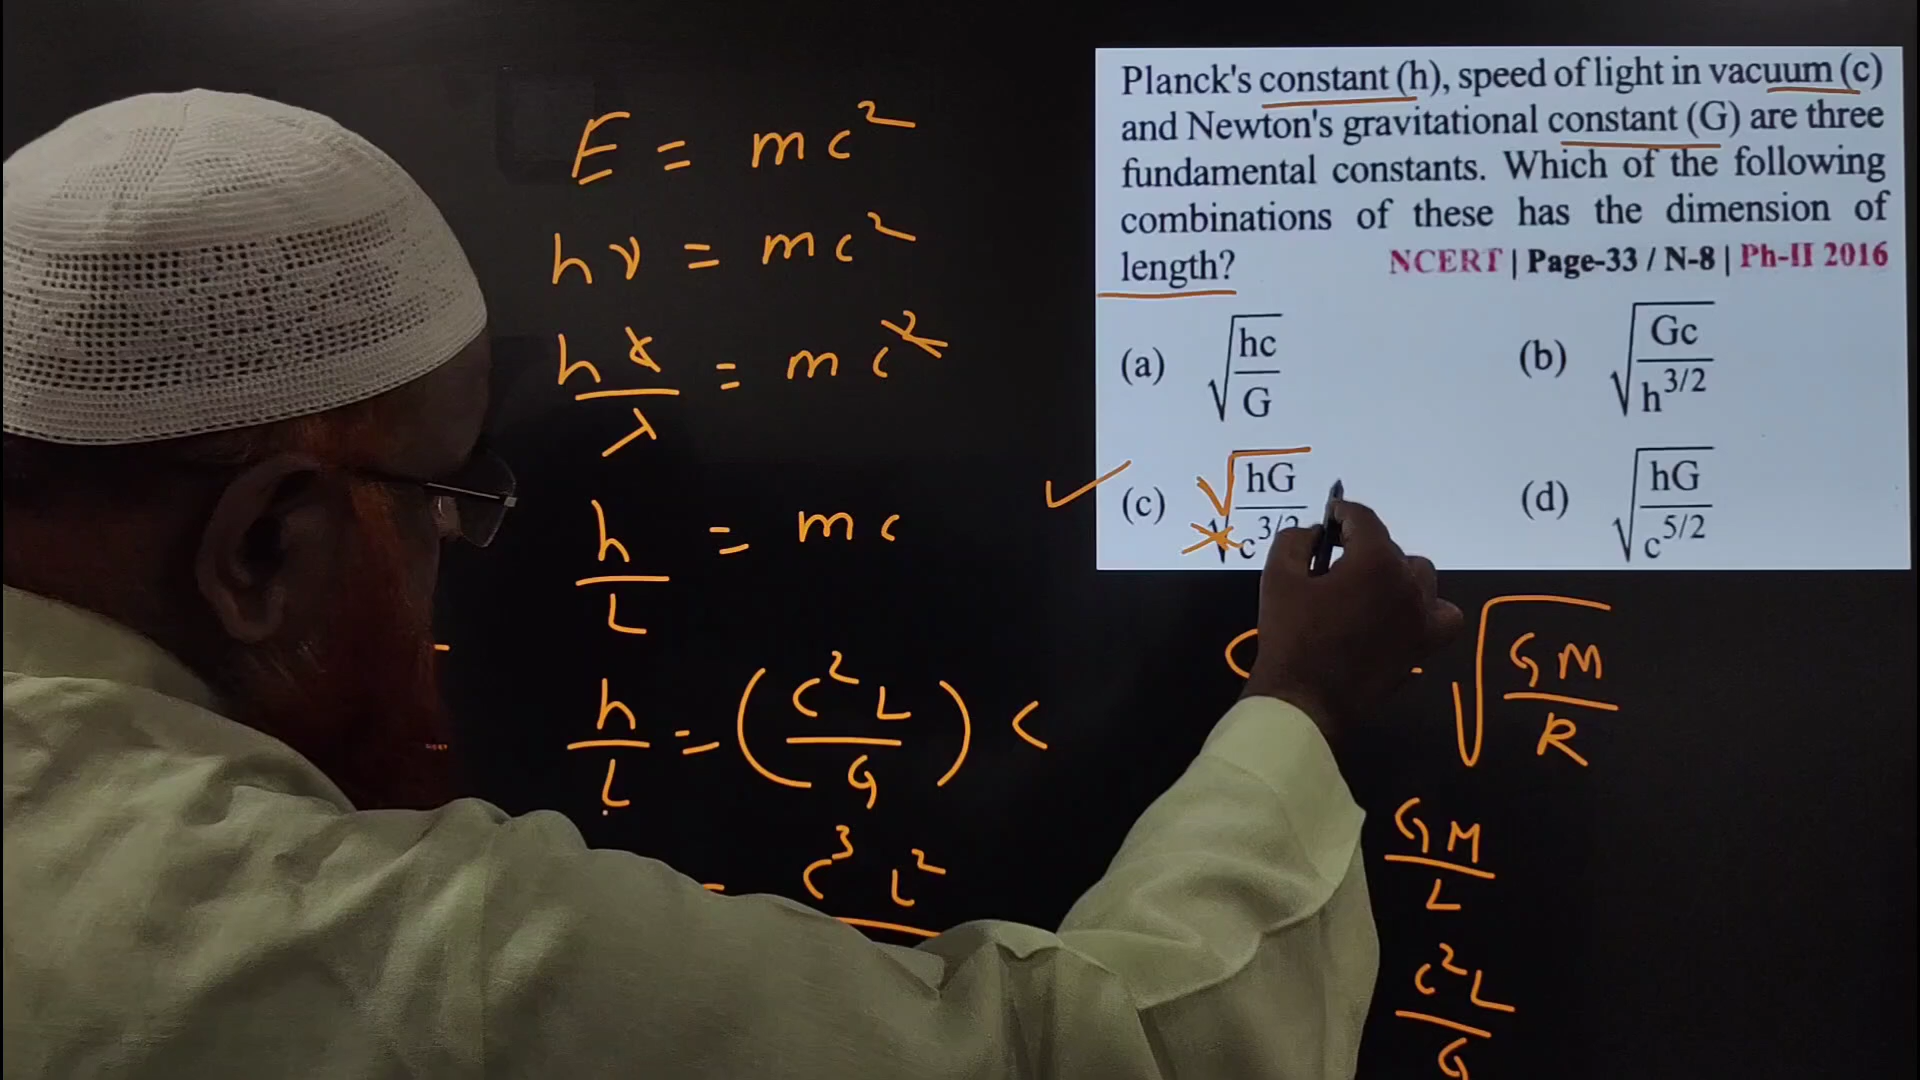 E = mc²
hν = mc²
hc/λ = mc²
h/L = mc
h/L = (c²L/G) c
c³ L²
Planck's constant (h), speed of light in vacuum (c)
and Newton's gravitational constant (G) are three
fundamental constants. Which of the following
combinations of these has the dimension of
length?
NCERT | Page-33 / N-8 | Ph-II 2016
(a) √(hc/G)
(b) √(Gc/h^3/2)
(c) √(hG/c^3/2)
(d) √(hG/c^5/2)
√(GM/R)
GM/L
c²L/G